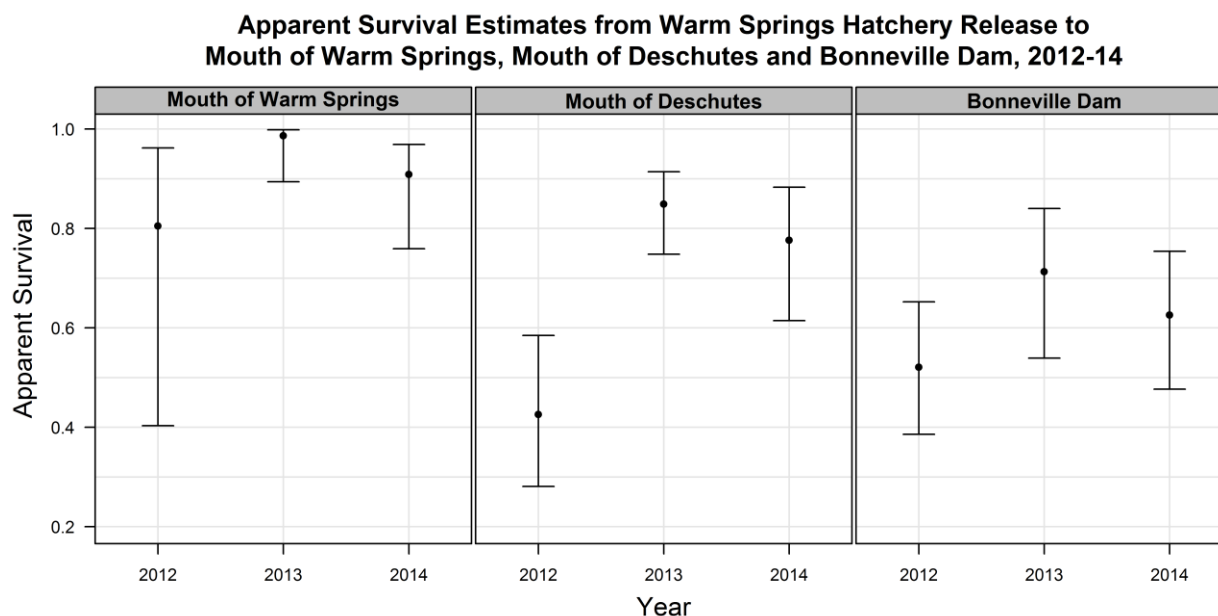 Apparent Survival Estimates from Warm Springs Hatchery Release to
Mouth of Warm Springs, Mouth of Deschutes and Bonneville Dam, 2012-14
Mouth of Warm Springs
Mouth of Deschutes
Bonneville Dam
Apparent Survival
1.0
0.8
0.6
0.4
0.2
2012 2013 2014
2012 2013 2014
2012 2013 2014
Year